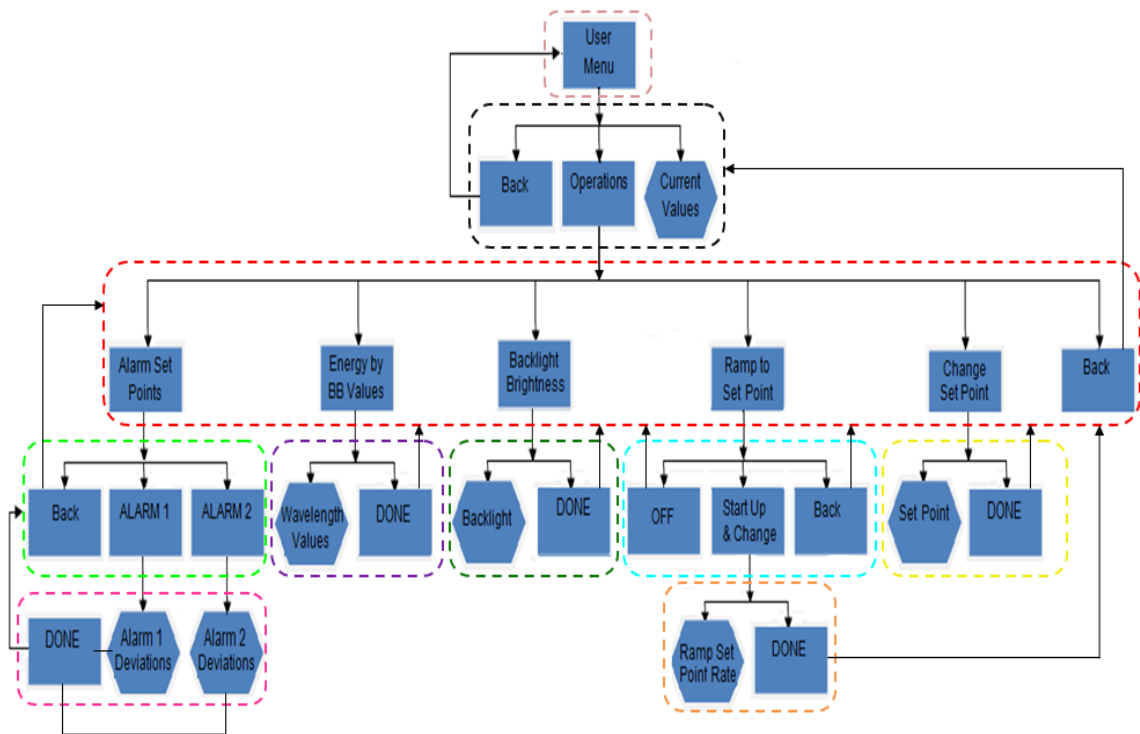 User
Menu
Back
Operations
Current
Values
Alarm Set
Points
Energy by
BB Values
Backlight
Brightness
Ramp to
Set Point
Change
Set Point
Back
Back
ALARM 1
ALARM 2
Wavelength
Values
DONE
Backlight
DONE
OFF
Start Up
& Change
Back
Set Point
DONE
DONE
Alarm 1
Deviations
Alarm 2
Deviations
Ramp Set
Point Rate
DONE